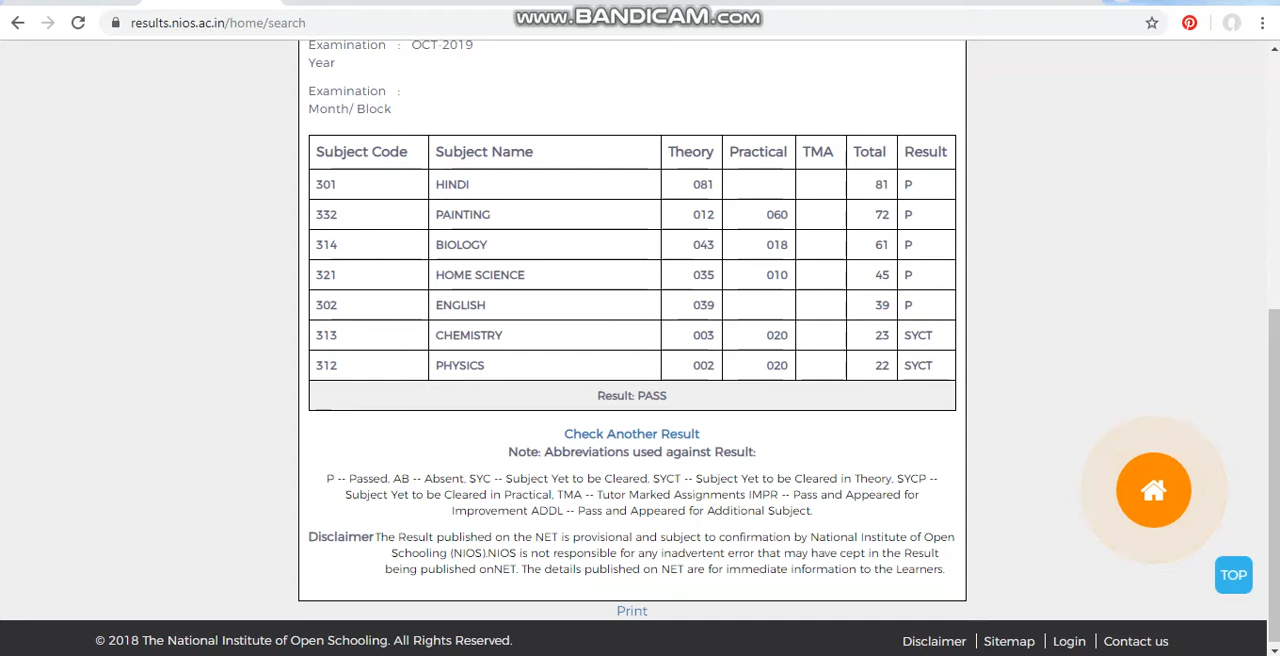 results.nios.ac.in/home/search
www.BANDICAM.com
Examination : OCT-2019
Year
Examination :
Month/ Block
Subject Code Subject Name Theory Practical TMA Total Result
301 HINDI 081 81 P
332 PAINTING 012 060 72 P
314 BIOLOGY 043 018 61 P
321 HOME SCIENCE 035 010 45 P
302 ENGLISH 039 39 P
313 CHEMISTRY 003 020 23 SYCT
312 PHYSICS 002 020 22 SYCT
Result: PASS
Check Another Result
Note: Abbreviations used against Result:
P -- Passed, AB -- Absent, SYC -- Subject Yet to be Cleared, SYCT -- Subject Yet to be Cleared in Theory, SYCP --
Subject Yet to be Cleared in Practical, TMA -- Tutor Marked Assignments IMPR -- Pass and Appeared for
Improvement ADDL -- Pass and Appeared for Additional Subject.
Disclaimer The Result published on the NET is provisional and subject to confirmation by National Institute of Open
Schooling (NIOS).NIOS is not responsible for any inadvertent error that may have cept in the Result
being published onNET. The details published on NET are for immediate information to the Learners.
TOP
Print
© 2018 The National Institute of Open Schooling. All Rights Reserved. Disclaimer | Sitemap | Login | Contact us